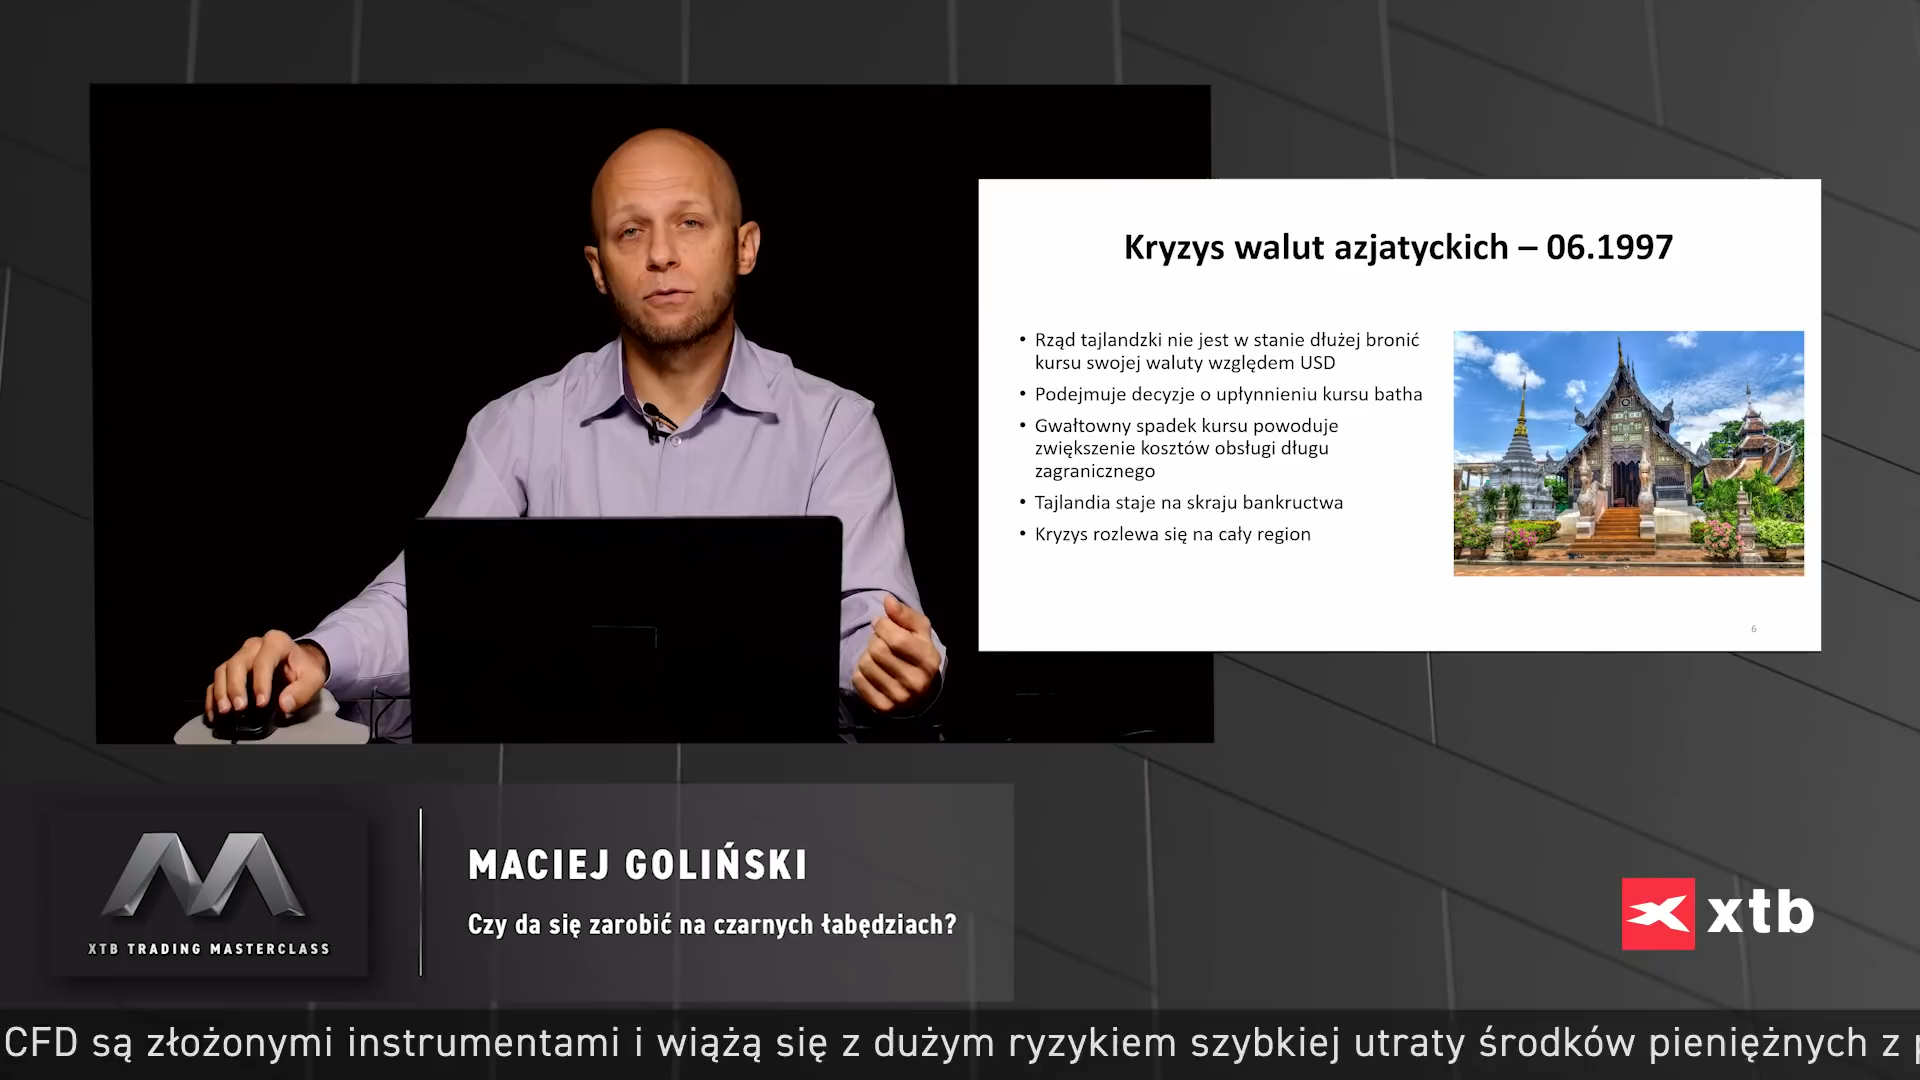 Kryzys walut azjatyckich – 06.1997
• Rząd tajlandzki nie jest w stanie dłużej bronić
kursu swojej waluty względem USD
• Podejmuje decyzje o upłynnieniu kursu batha
• Gwałtowny spadek kursu powoduje
zwiększenie kosztów obsługi długu
zagranicznego
• Tajlandia staje na skraju bankructwa
• Kryzys rozlewa się na cały region
6
XTB TRADING MASTERCLASS
MACIEJ GOLIŃSKI
Czy da się zarobić na czarnych łabędziach?
xtb
CFD są złożonymi instrumentami i wiążą się z dużym ryzykiem szybkiej utraty środków pieniężnych z